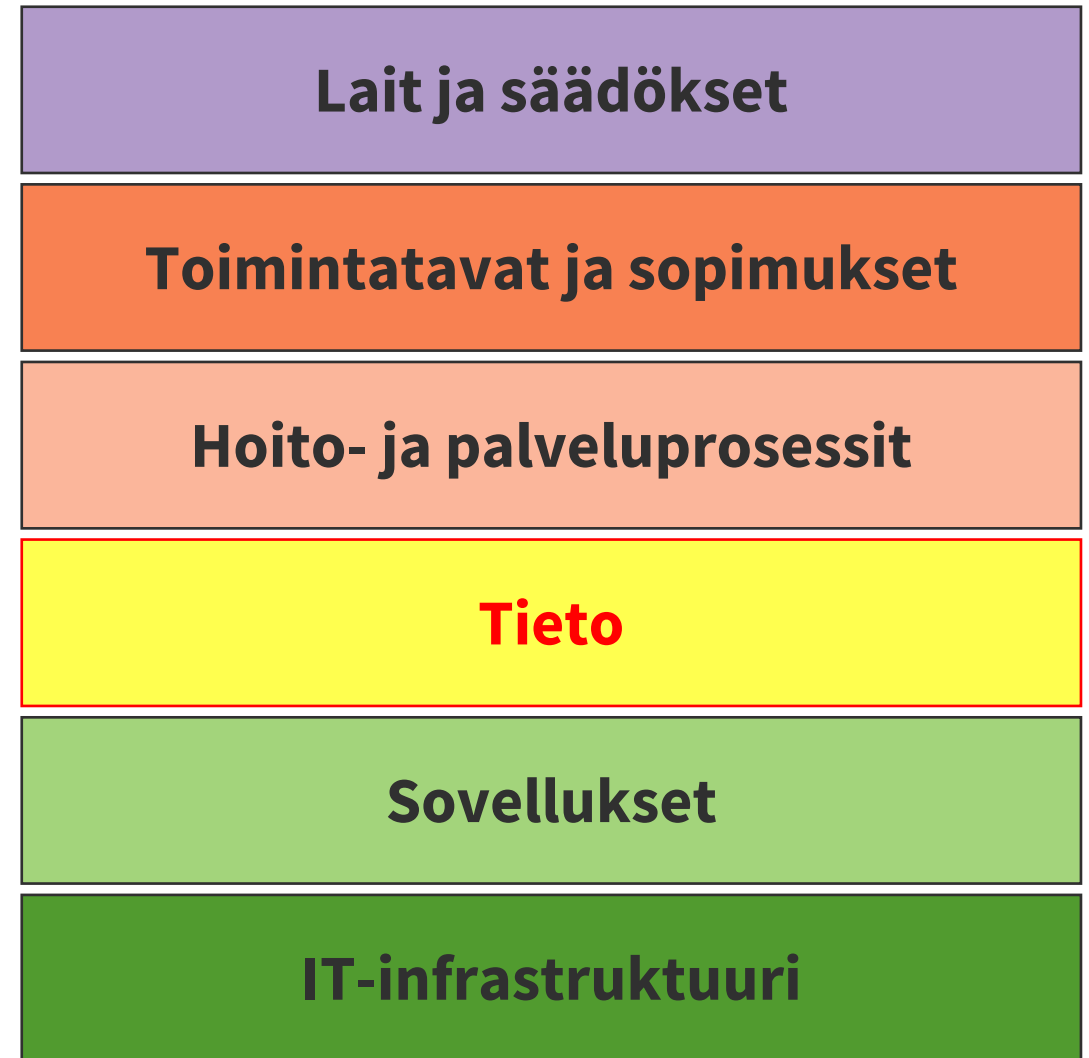 Lait ja säädökset
Toimintatavat ja sopimukset
Hoito- ja palveluprosessit
Tieto
Sovellukset
IT-infrastruktuuri